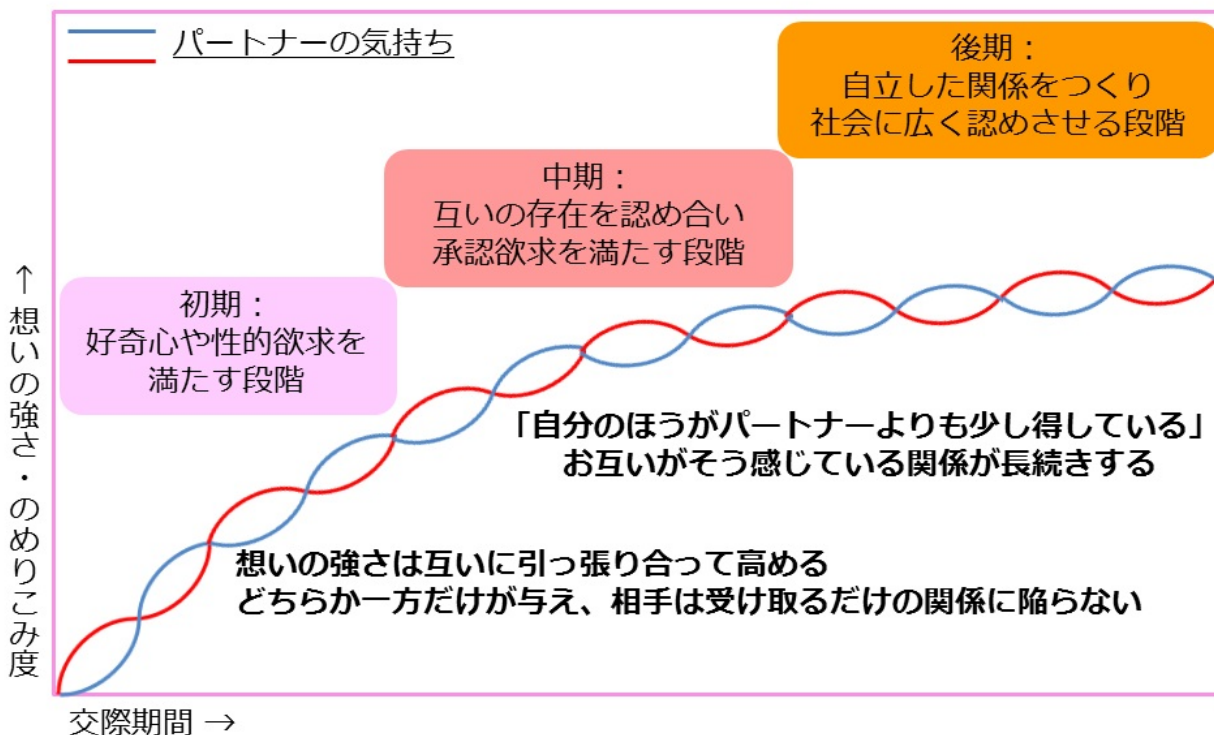 パートナーの気持ち
後期：
自立した関係をつくり
社会に広く認めさせる段階
中期：
互いの存在を認め合い
承認欲求を満たす段階
初期：
好奇心や性的欲求を
満たす段階
↑ 想いの強さ・のめりこみ度
「自分のほうがパートナーよりも少し得している」
お互いがそう感じている関係が長続きする
想いの強さは互いに引っ張り合って高める
どちらか一方だけが与え、相手は受け取るだけの関係に陥らない
交際期間 →